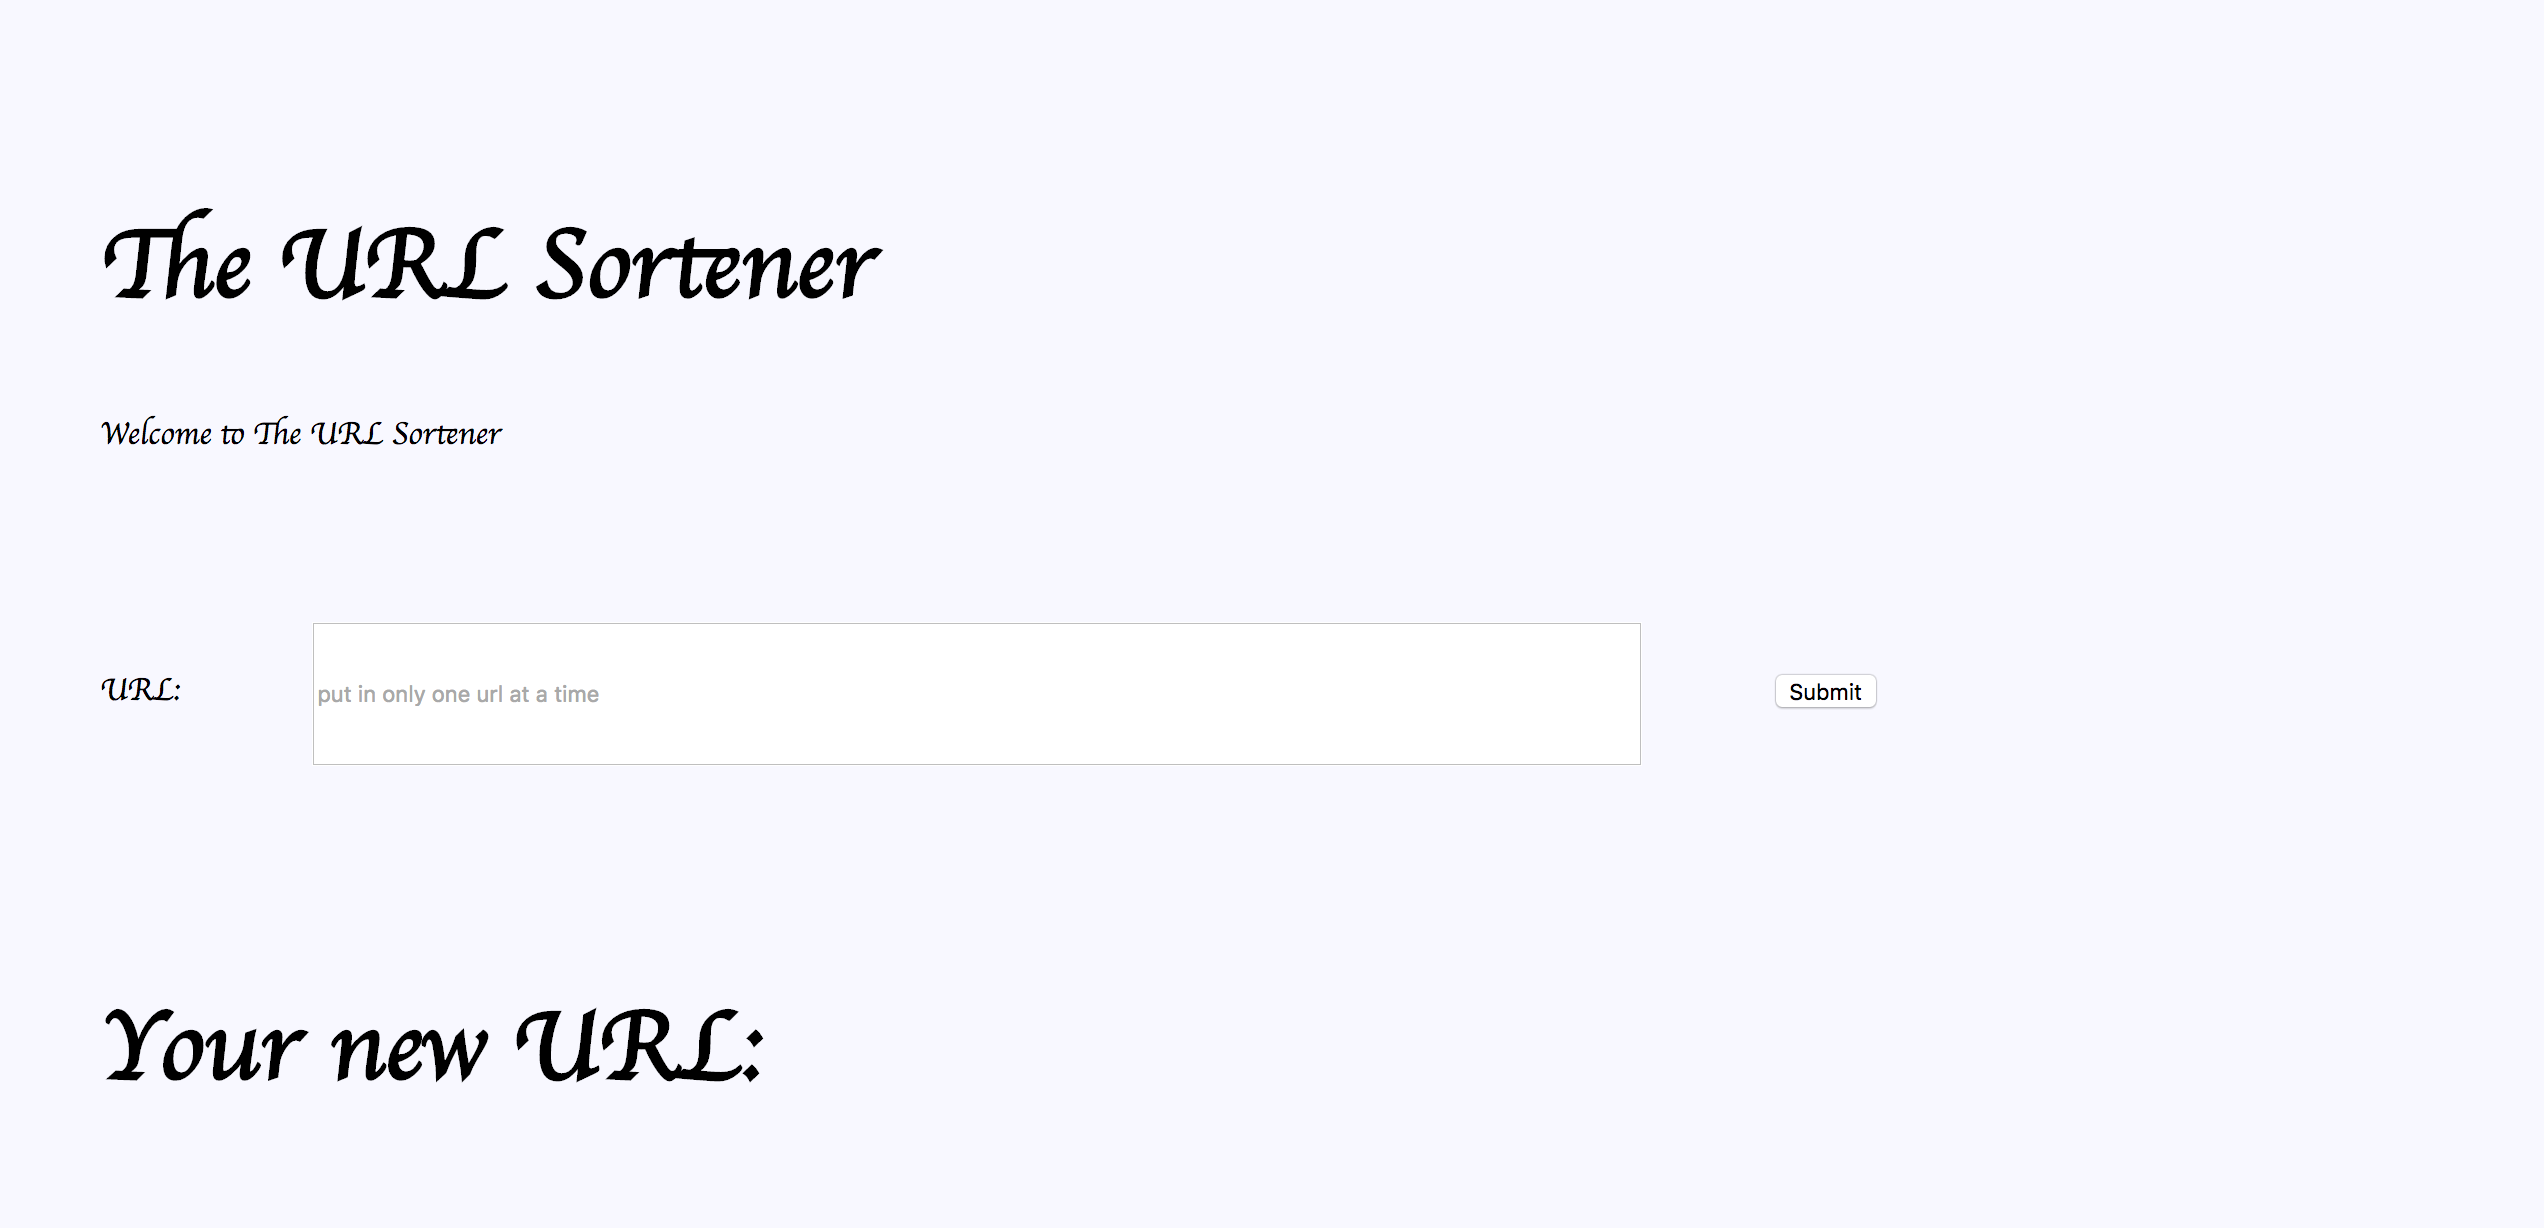 The URL Sortener
Welcome to The URL Sortener
URL:
put in only one url at a time
Submit
Your new URL: